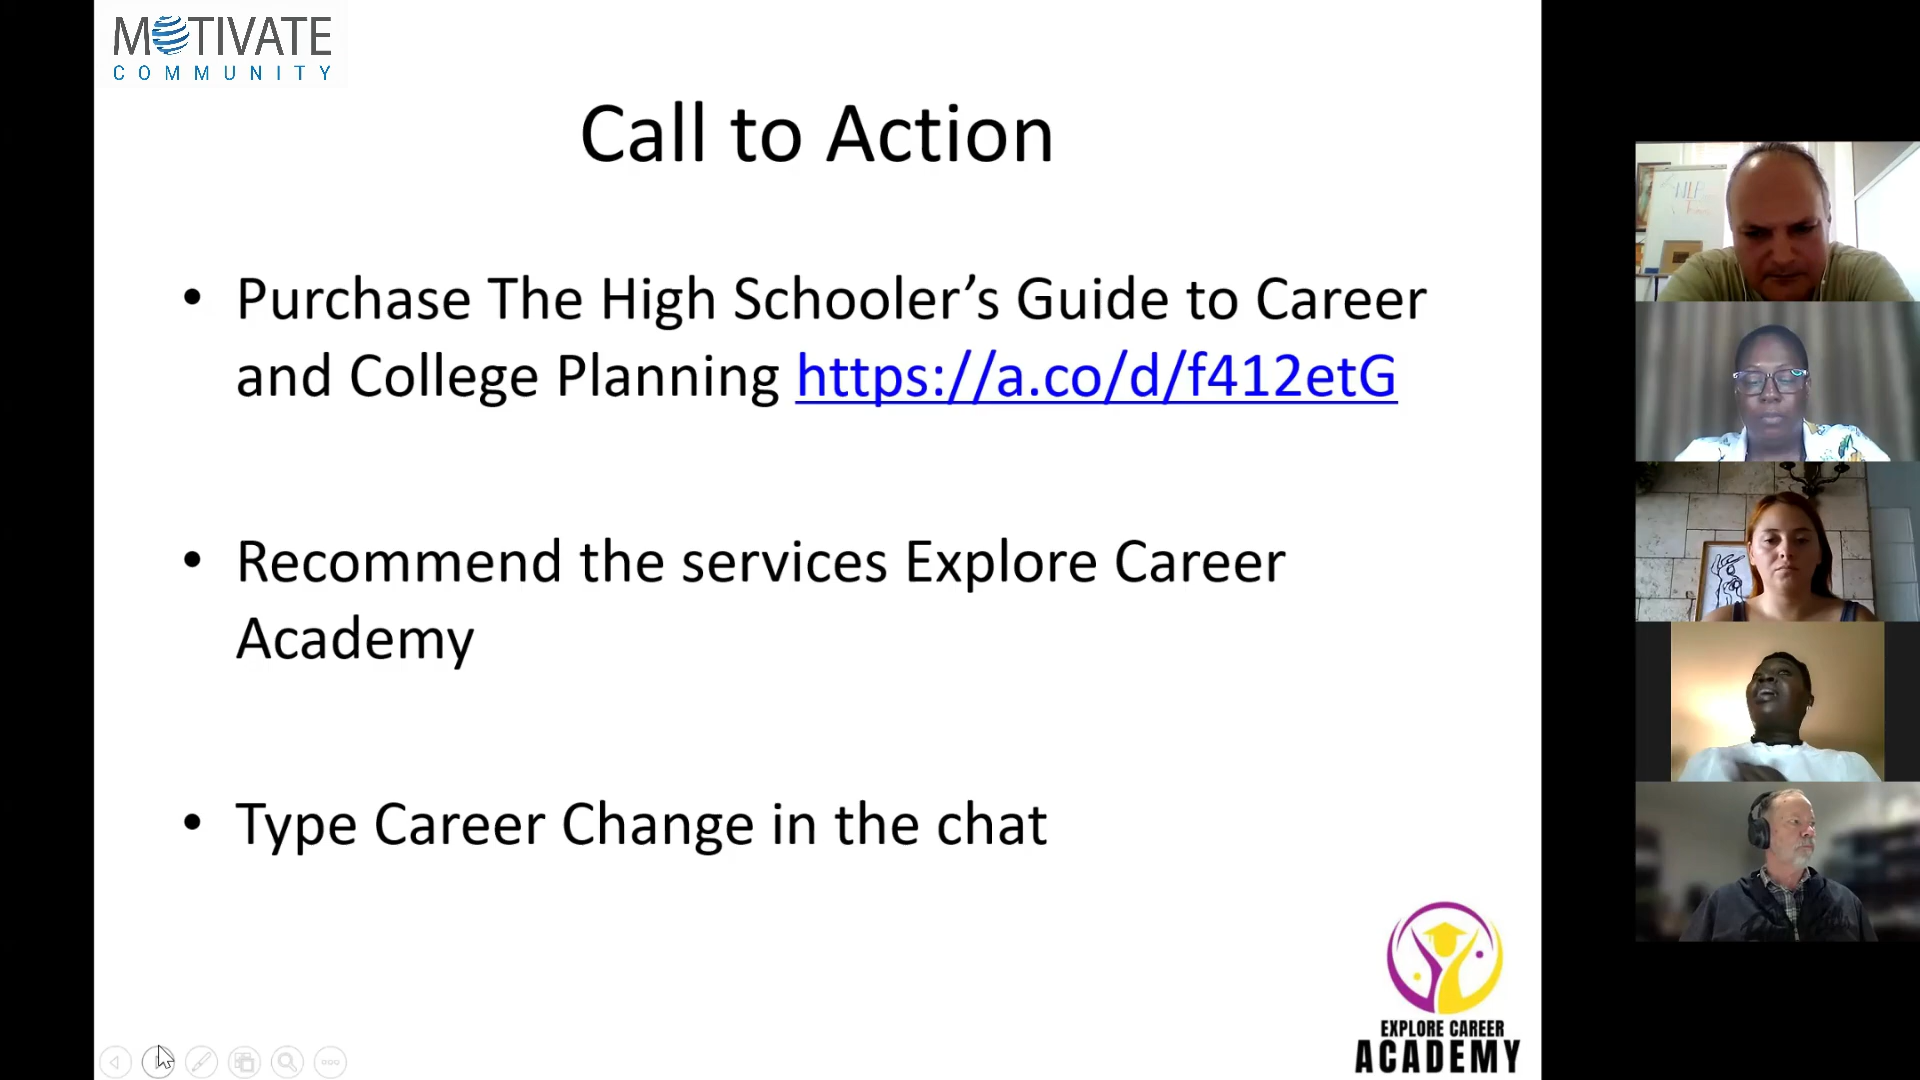 MOTIVATE
COMMUNITY
Call to Action
• Purchase The High Schooler’s Guide to Career
and College Planning https://a.co/d/f412etG
• Recommend the services Explore Career
Academy
• Type Career Change in the chat
EXPLORE CAREER
ACADEMY
NLP